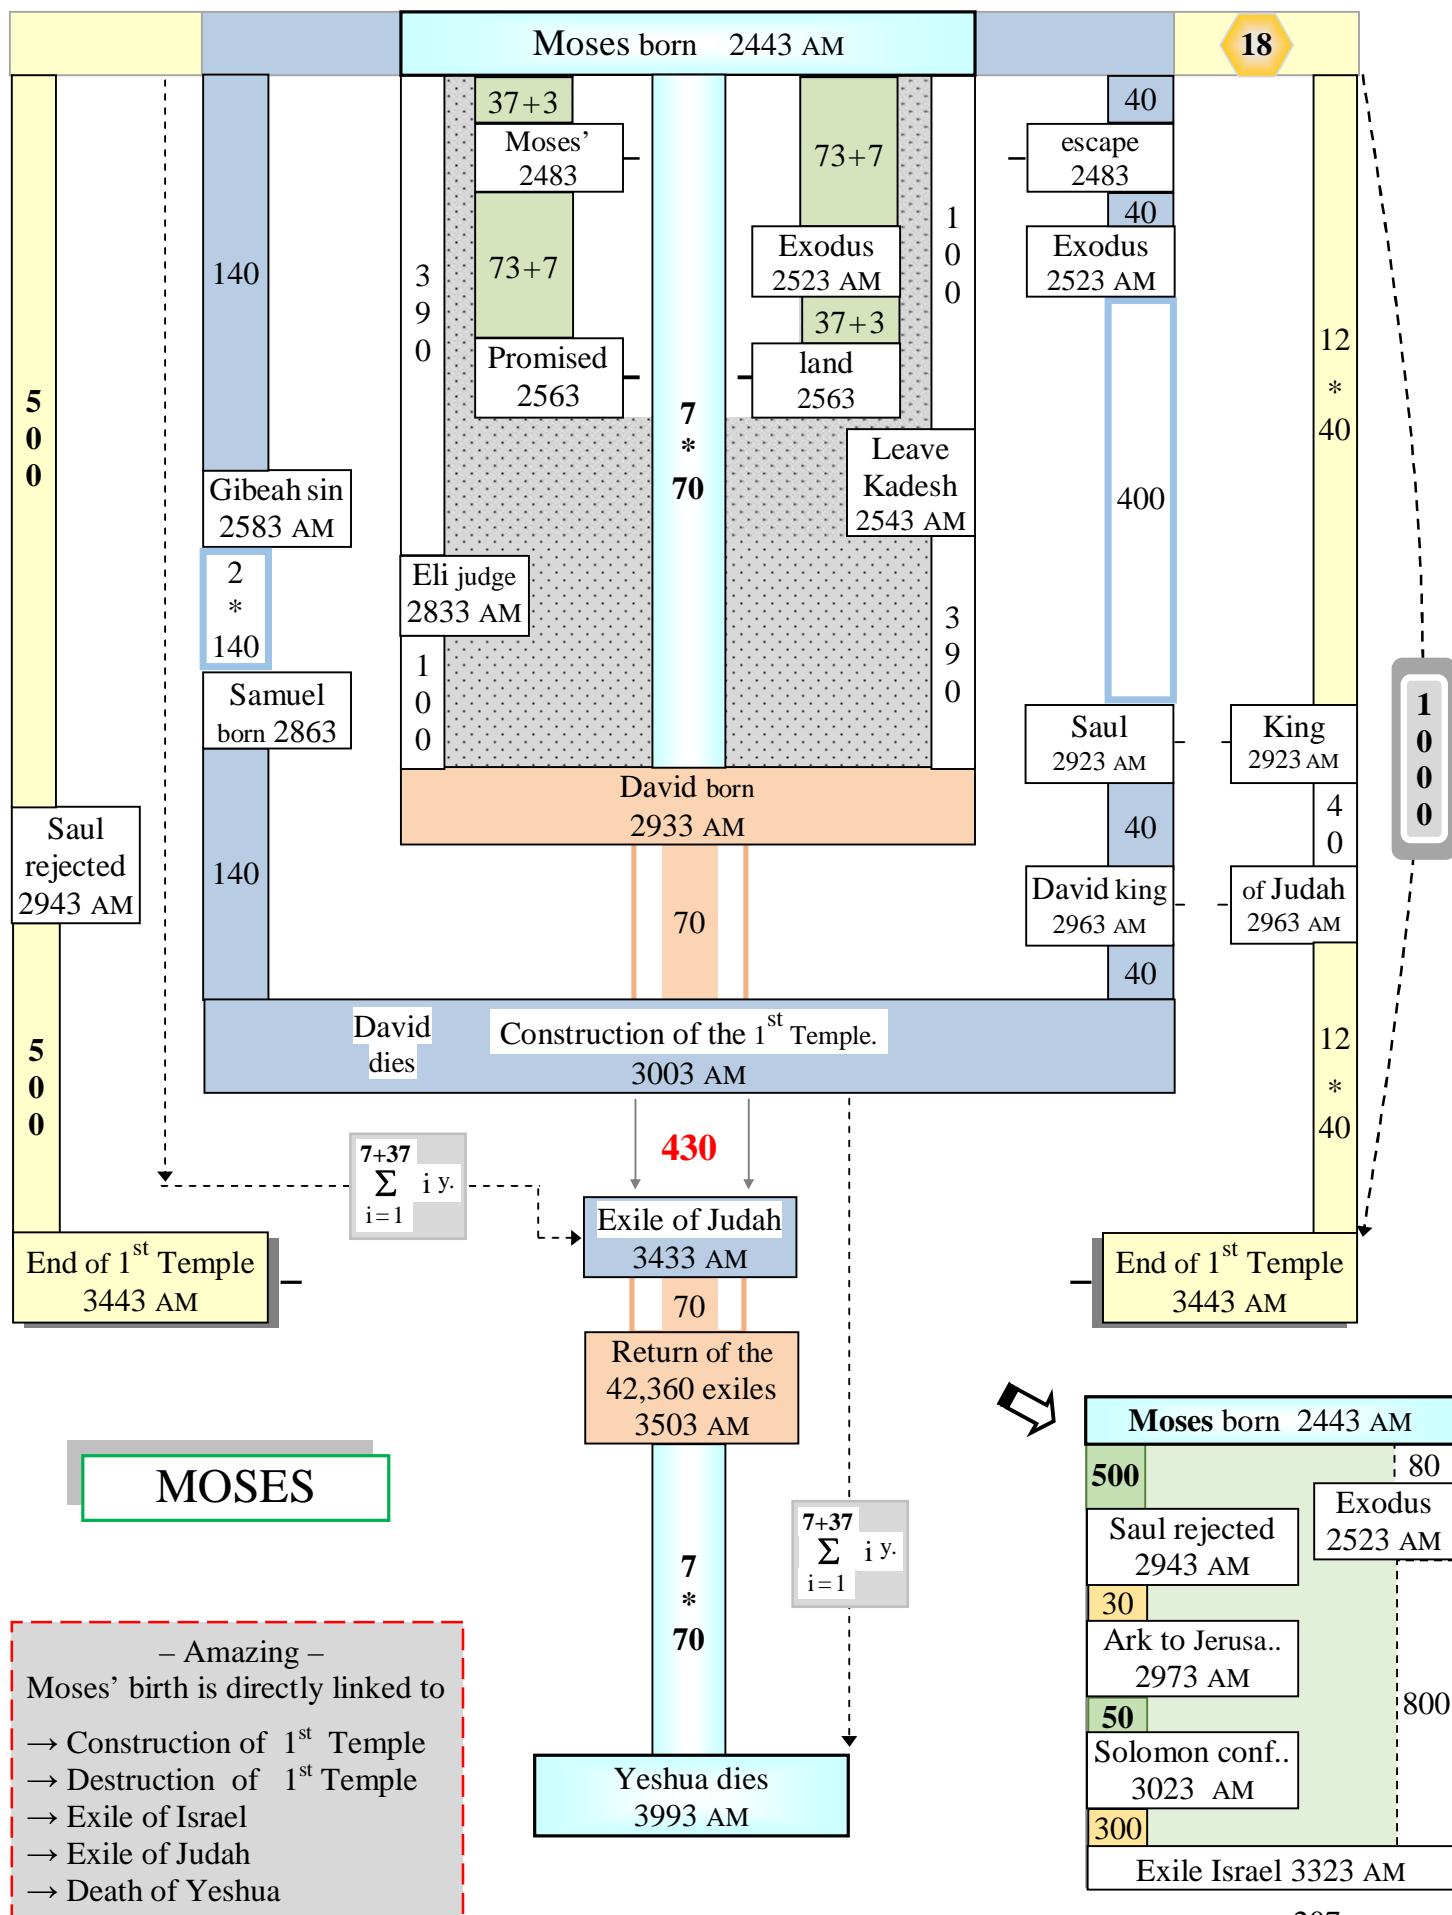 Moses born 2443 AM
18
37+3
40
Moses’
2483
73+7
escape
2483
40
140
3
9
0
73+7
Exodus
2523 AM
1
0
0
Exodus
2523 AM
37+3
12
*
40
Promised
2563
land
2563
5
0
0
7
*
70
Leave
Kadesh
2543 AM
400
Gibeah sin
2583 AM
2
*
140
Eli judge
2833 AM
1
0
0
3
9
0
Samuel
born 2863
Saul
2923 AM
King
2923 AM
1
0
0
0
David born
2933 AM
Saul
rejected
2943 AM
140
40
4
0
70
David king
2963 AM
of Judah
2963 AM
40
David
dies
Construction of the 1st Temple.
3003 AM
5
0
0
12
*
40
430
7+37
Σ i y.
i=1
Exile of Judah
3433 AM
End of 1st Temple
3443 AM
End of 1st Temple
3443 AM
70
Return of the
42,360 exiles
3503 AM
MOSES
7+37
Σ i y.
i=1
7
*
70
Moses born 2443 AM
500
80
Saul rejected
2943 AM
Exodus
2523 AM
30
Ark to Jerusa..
2973 AM
50
800
Solomon conf..
3023 AM
300
Exile Israel 3323 AM
Yeshua dies
3993 AM
– Amazing –
Moses’ birth is directly linked to
→ Construction of 1st Temple
→ Destruction of 1st Temple
→ Exile of Israel
→ Exile of Judah
→ Death of Yeshua